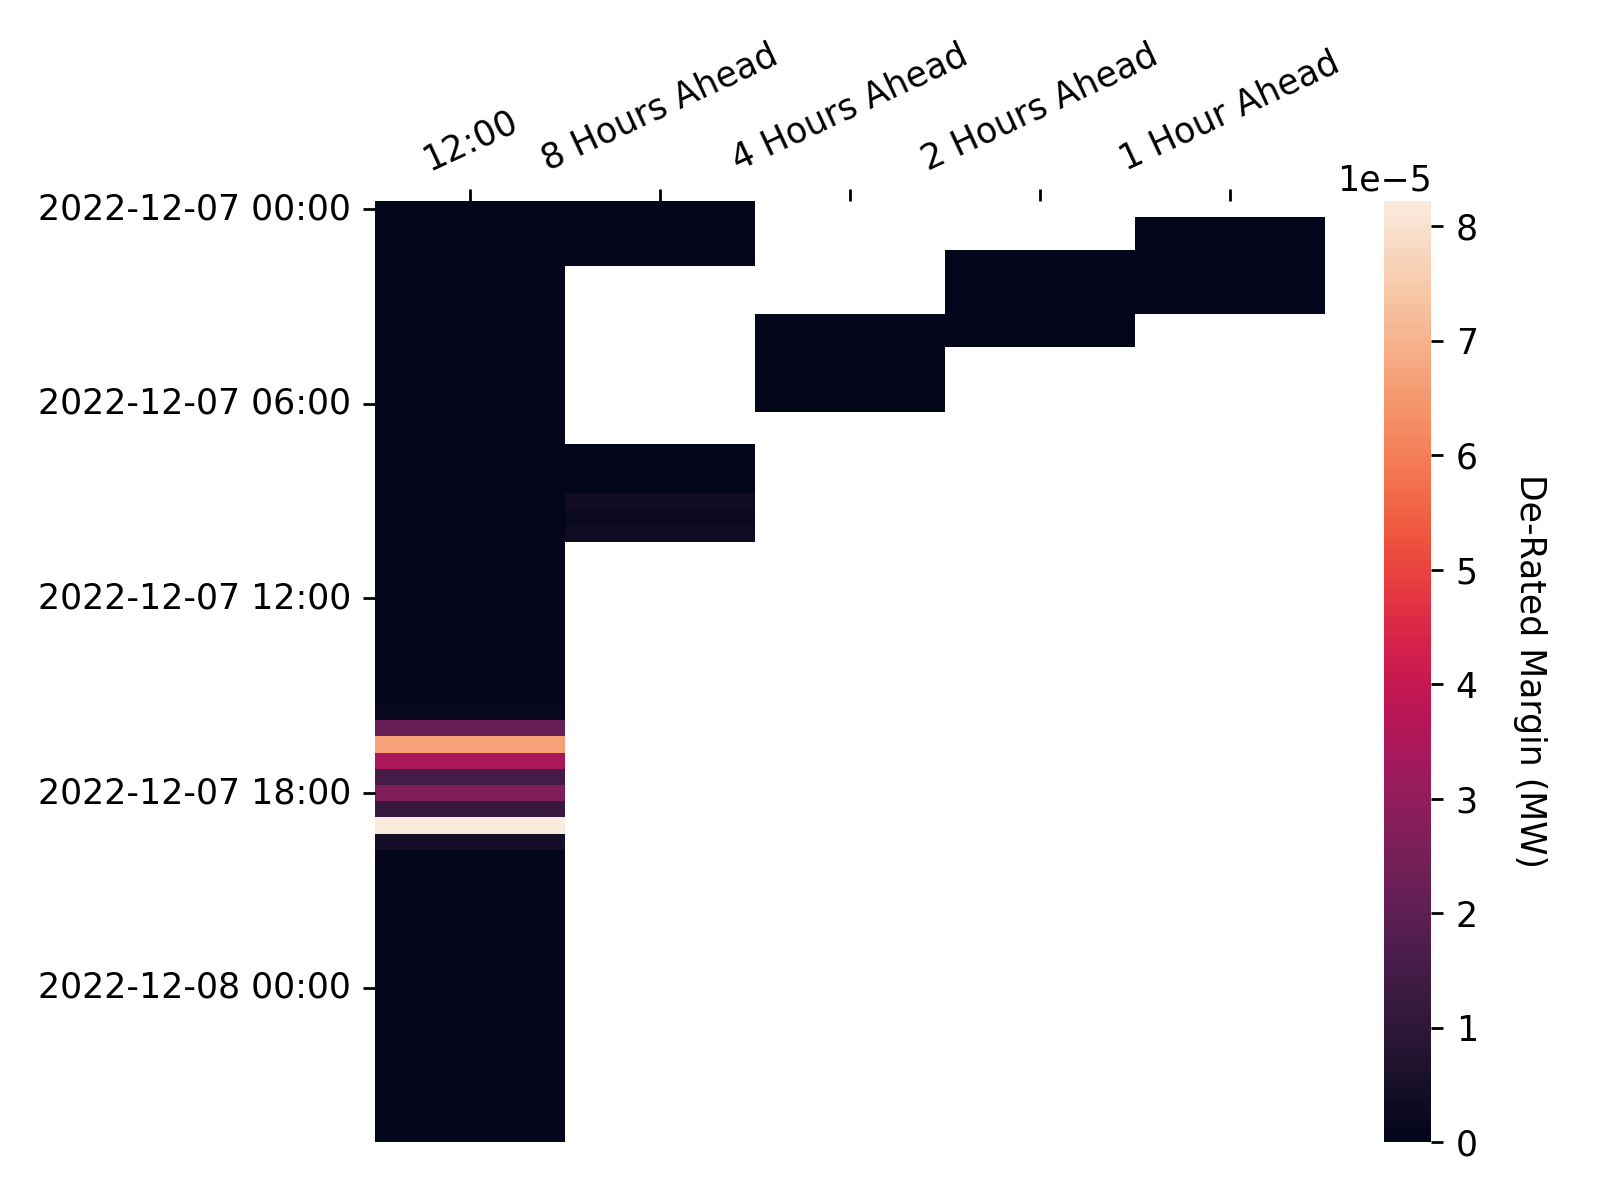 12:00
8 Hours Ahead
4 Hours Ahead
2 Hours Ahead
1 Hour Ahead
2022-12-07 00:00
2022-12-07 06:00
2022-12-07 12:00
2022-12-07 18:00
2022-12-08 00:00
1e−5
8
7
6
5
4
3
2
1
0
De-Rated Margin (MW)